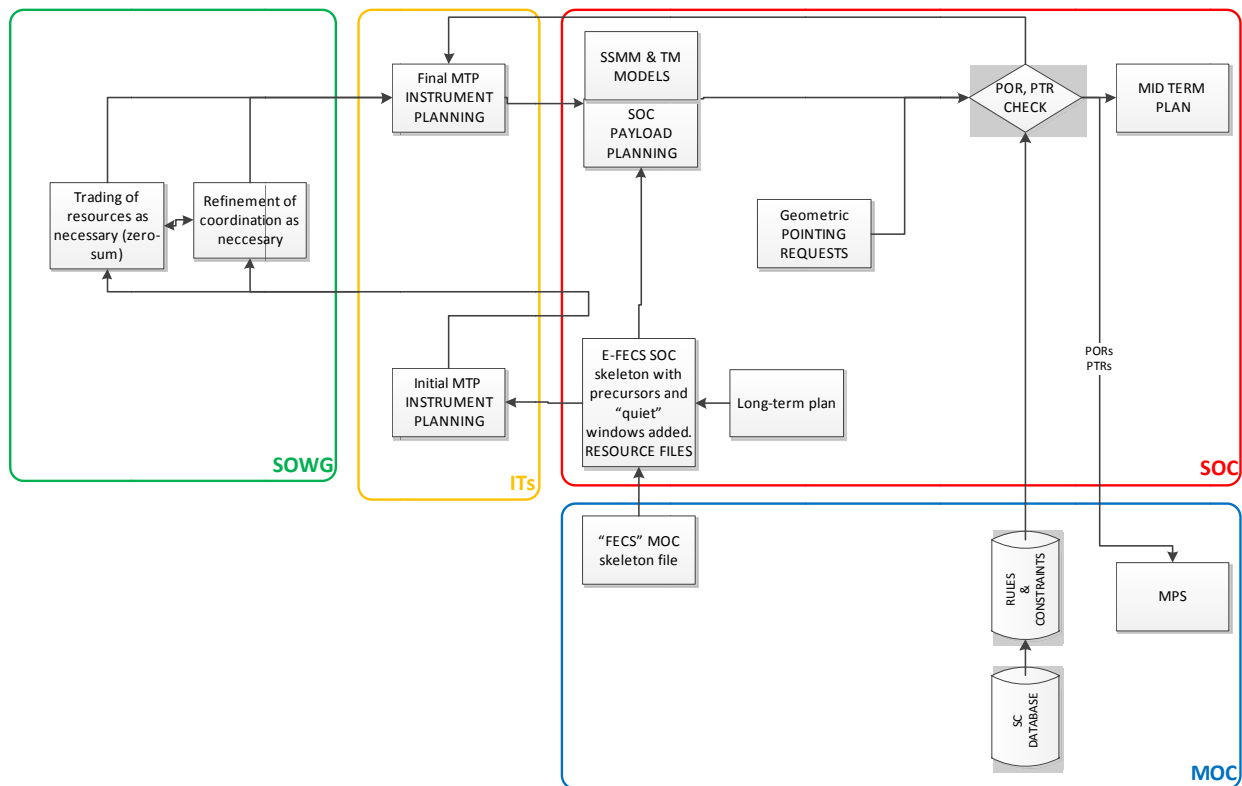 Final MTP
INSTRUMENT
PLANNING
SSMM & TM
MODELS
SOC
PAYLOAD
PLANNING
POR, PTR
CHECK
MID TERM
PLAN
Trading of
resources as
necessary (zero-
sum)
Refinement of
coordination as
neccesary
Geometric
POINTING
REQUESTS
Initial MTP
INSTRUMENT
PLANNING
E-FECS SOC
skeleton with
precursors and
“quiet”
windows added.
RESOURCE FILES
Long-term plan
PORs
PTRs
SOWG
ITs
SOC
“FECS” MOC
skeleton file
RULES
&
CONSTRAINTS
MPS
SC
DATABASE
MOC